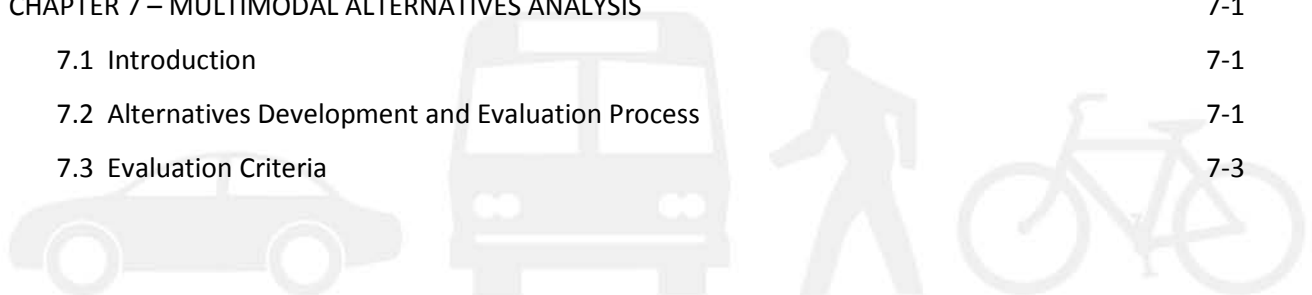 CHAPTER 7 – MULTIMODAL ALTERNATIVES ANALYSIS 7-1
7.1 Introduction 7-1
7.2 Alternatives Development and Evaluation Process 7-1
7.3 Evaluation Criteria 7-3